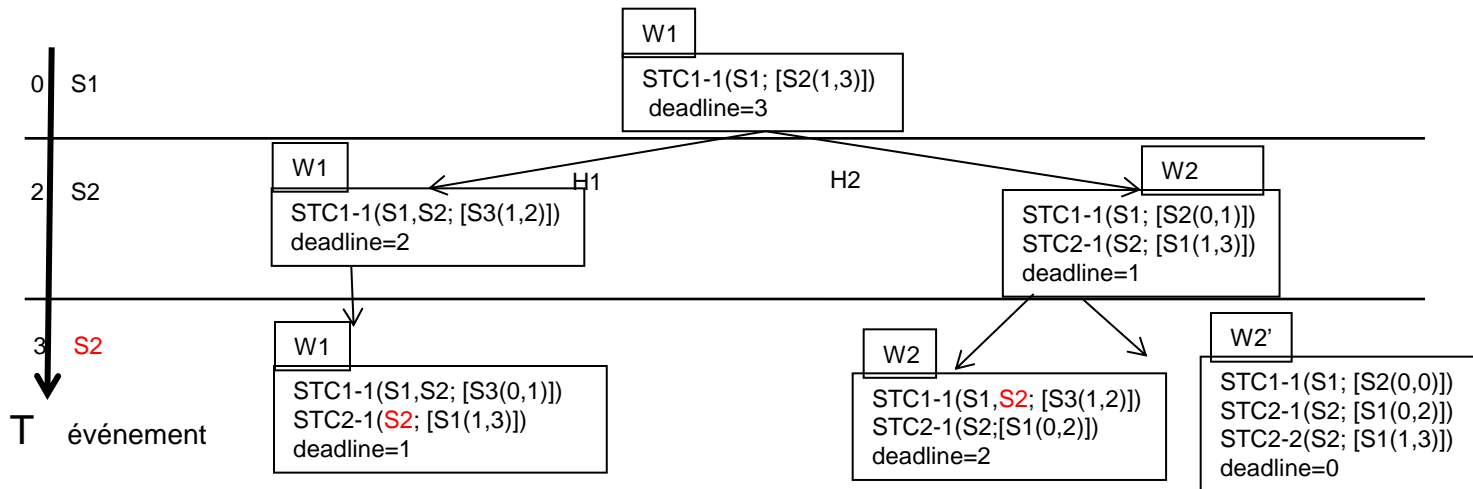 W1
STC1-1(S1; [S2(1,3)])
deadline=3
0 S1
W1
H1
H2
W2
2 S2
STC1-1(S1,S2; [S3(1,2)])
deadline=2
STC1-1(S1; [S2(0,1)])
STC2-1(S2; [S1(1,3)])
deadline=1
3 S2
W1
STC1-1(S1,S2; [S3(0,1)])
STC2-1(S2; [S1(1,3)])
deadline=1
W2
STC1-1(S1,S2; [S3(1,2)])
STC2-1(S2;[S1(0,2)])
deadline=2
W2'
STC1-1(S1; [S2(0,0)])
STC2-1(S2; [S1(0,2)])
STC2-2(S2; [S1(1,3)])
deadline=0
T événement